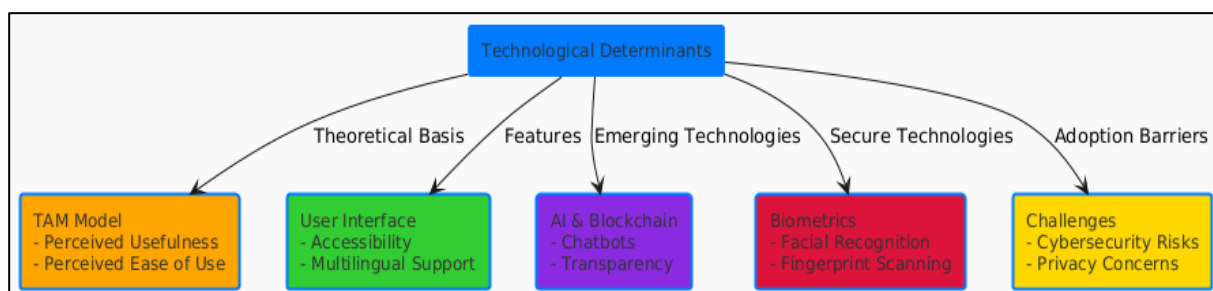 Technological Determinants
Theoretical Basis
Features
Emerging Technologies
Secure Technologies
Adoption Barriers
TAM Model
- Perceived Usefulness
- Perceived Ease of Use
User Interface
- Accessibility
- Multilingual Support
AI & Blockchain
- Chatbots
- Transparency
Biometrics
- Facial Recognition
- Fingerprint Scanning
Challenges
- Cybersecurity Risks
- Privacy Concerns